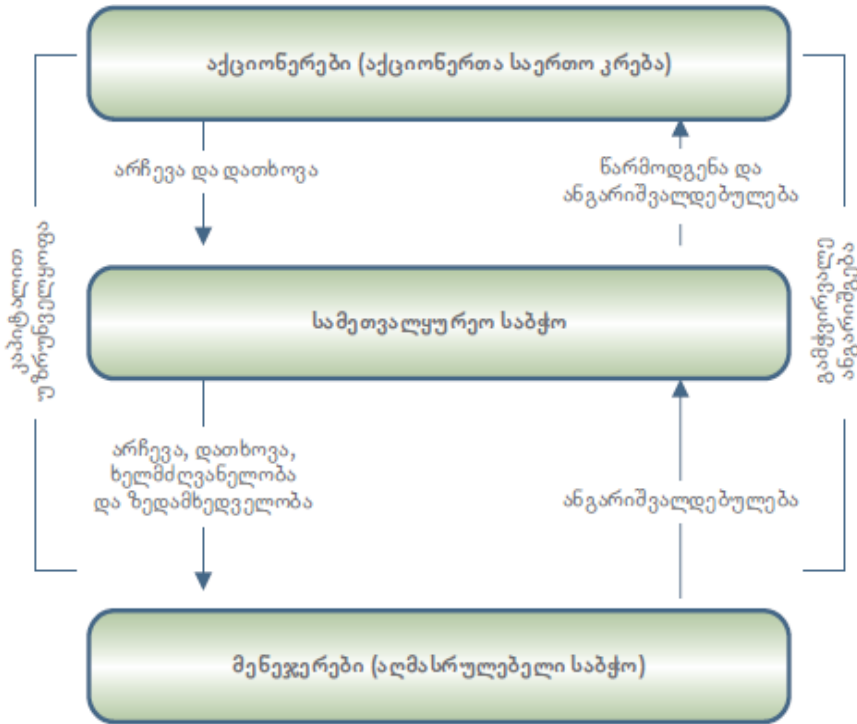 აქციონერები (აქციონერთა საერთო კრება)
არჩევა და დათხოვა
წარმოდგენა და
ანგარიშვალდებულება
კაპიტალით
უზრუნველყოფა
გამჭვირვალე
ანგარიშგება
სამეთვალყურეო საბჭო
არჩევა, დათხოვა,
ხელმძღვანელობა
და ზედამხედველობა
ანგარიშვალდებულება
მენეჯერები (აღმასრულებელი საბჭო)